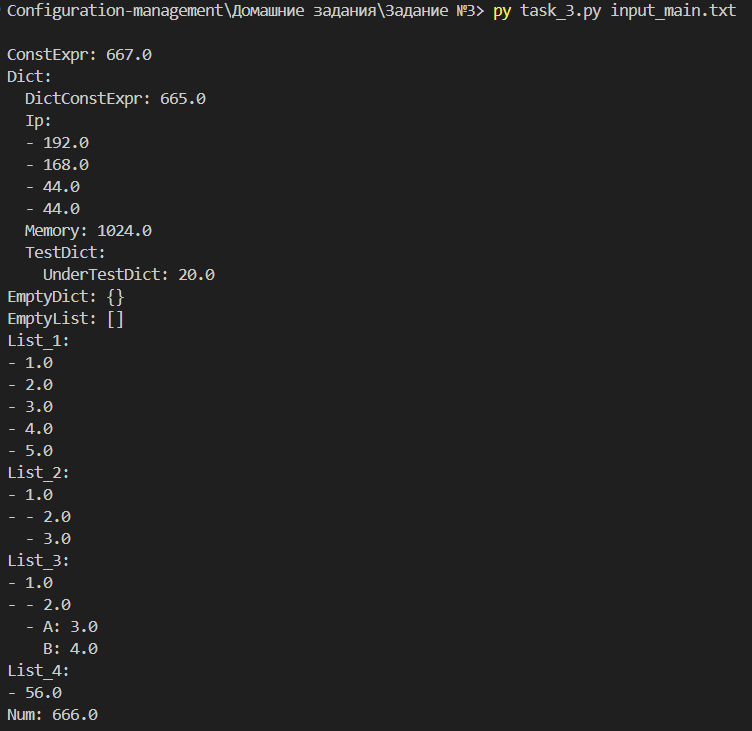 Configuration-management\Домашние задания\Задание №3> py task_3.py input_main.txt
ConstExpr: 667.0
Dict:
  DictConstExpr: 665.0
  Ip:
  - 192.0
  - 168.0
  - 44.0
  - 44.0
  Memory: 1024.0
  TestDict:
    UnderTestDict: 20.0
EmptyDict: {}
EmptyList: []
List_1:
- 1.0
- 2.0
- 3.0
- 4.0
- 5.0
List_2:
- 1.0
- - 2.0
  - 3.0
List_3:
- 1.0
- - 2.0
  - A: 3.0
    B: 4.0
List_4:
- 56.0
Num: 666.0